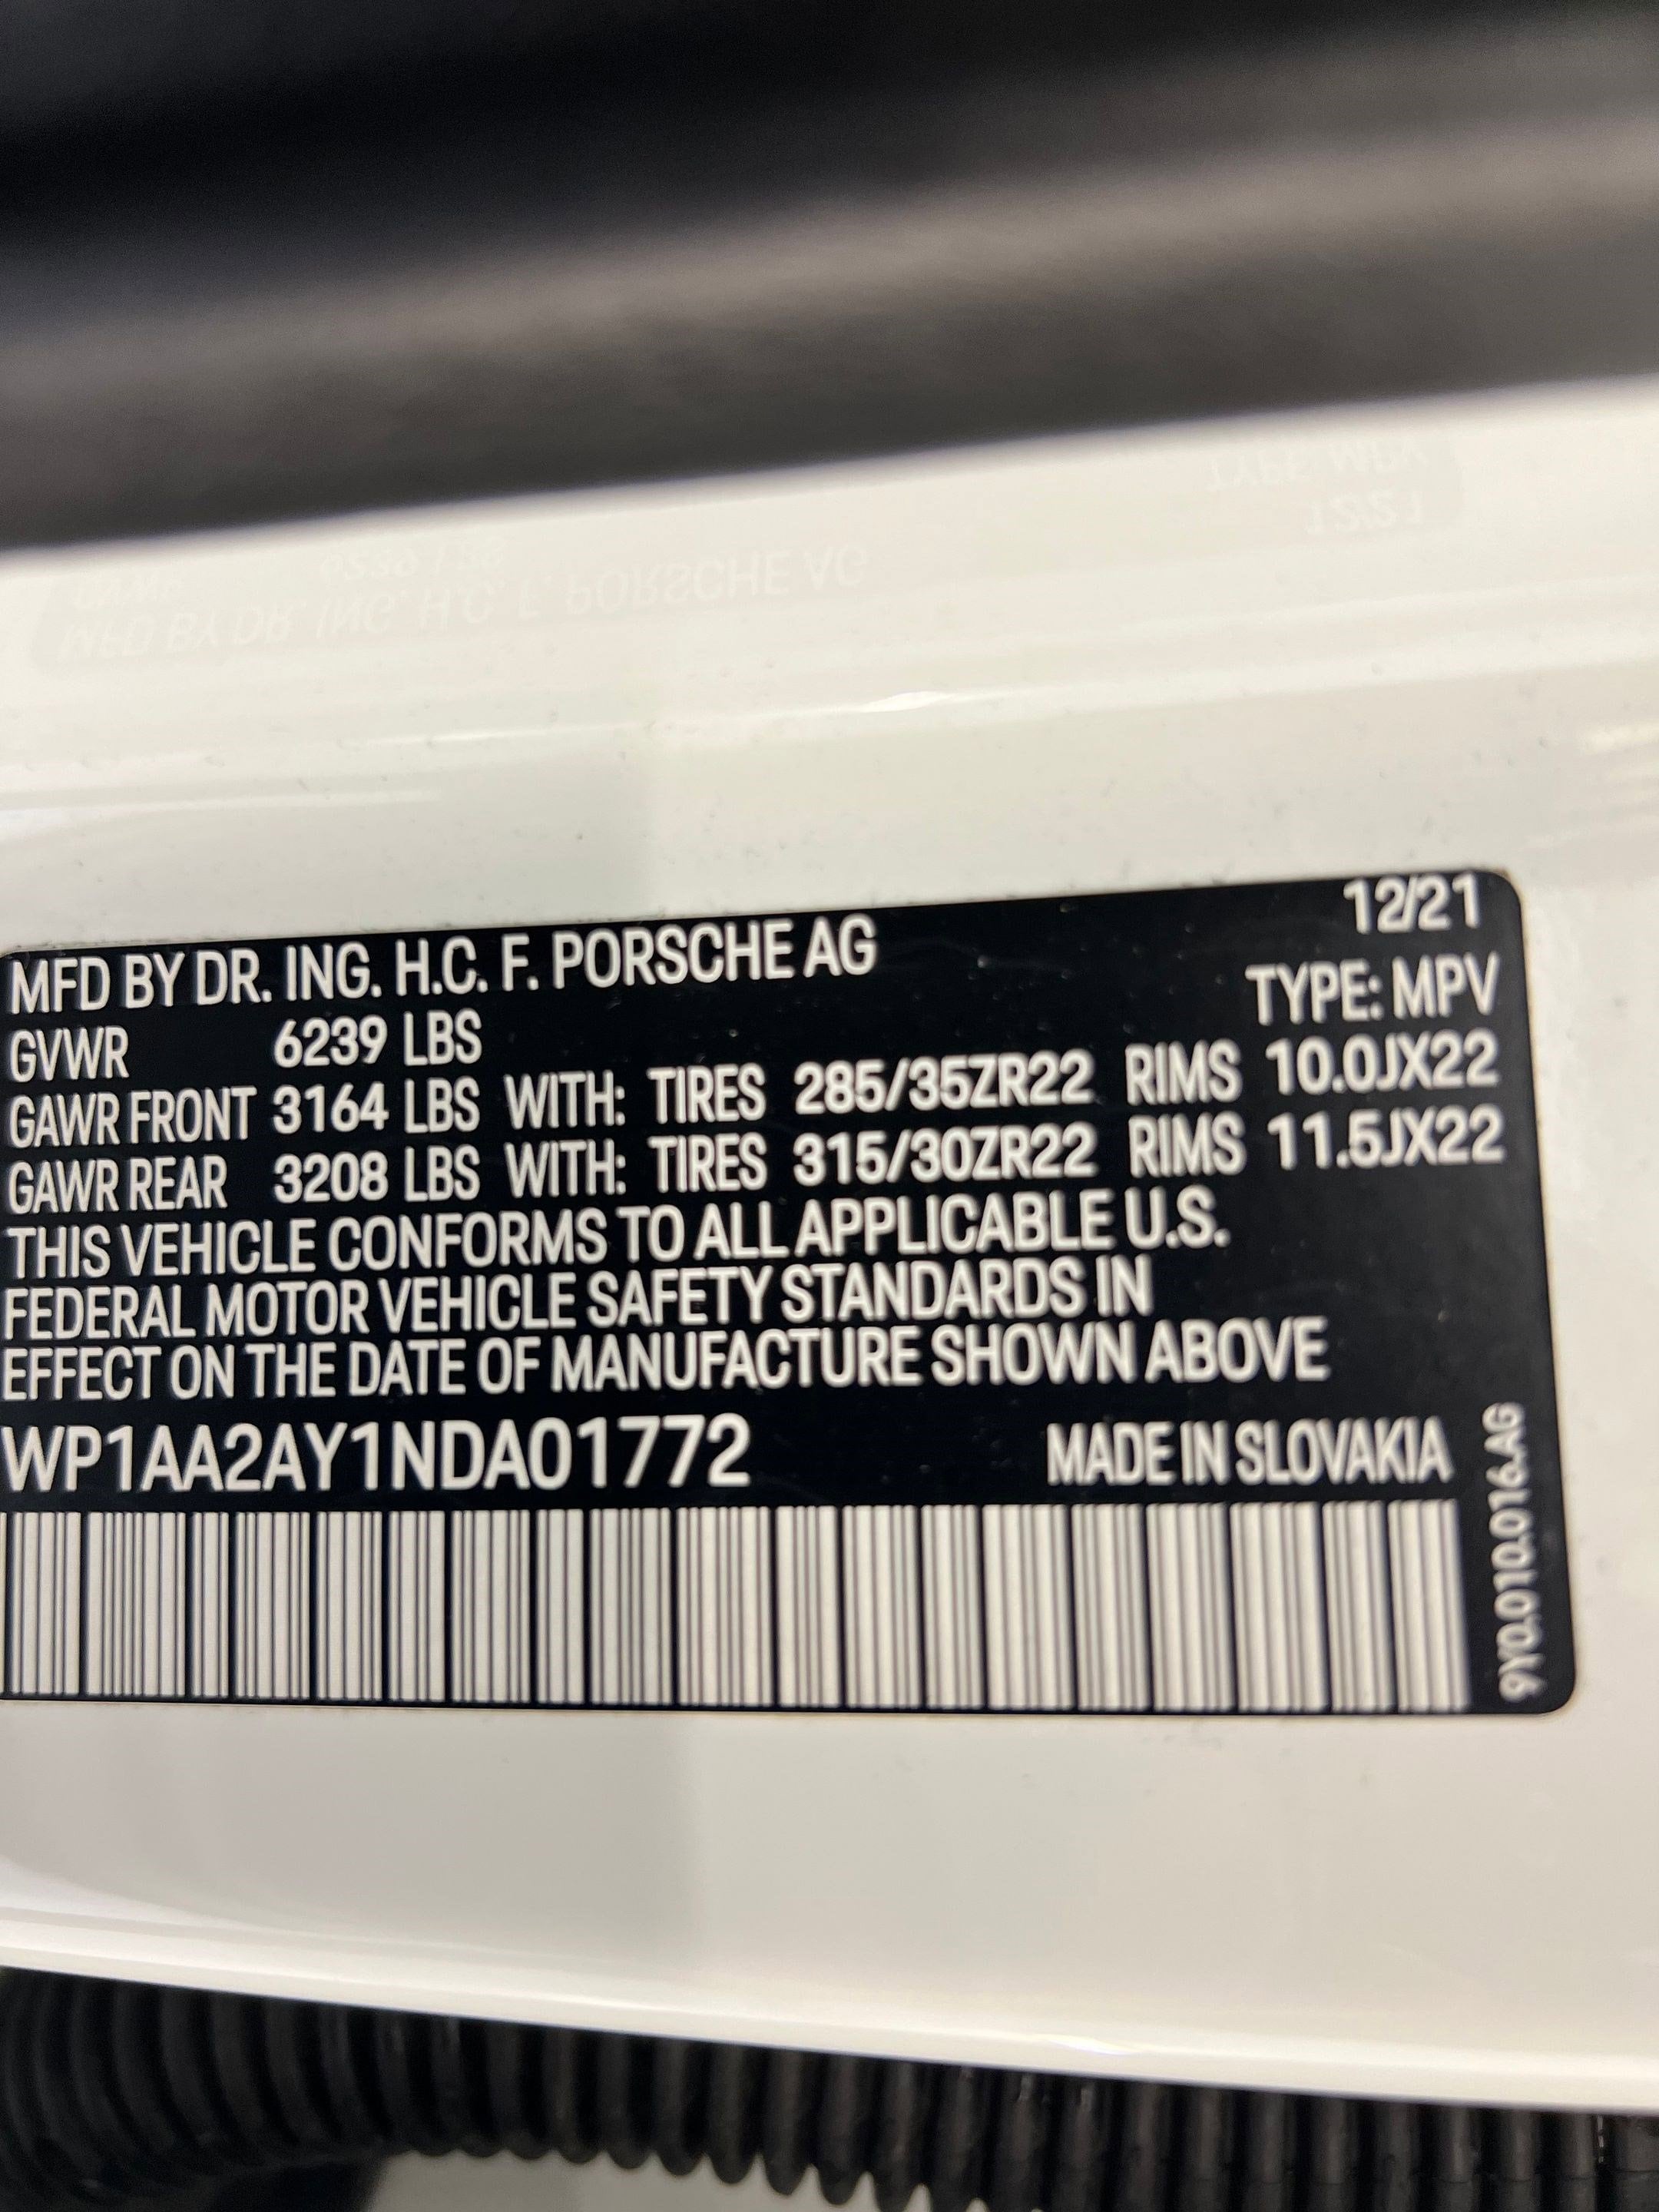 12/21
MFD BY DR. ING. H.C. F. PORSCHE AG
TYPE: MPV
GVWR 6239 LBS
GAWR FRONT 3164 LBS WITH: TIRES 285/35ZR22 RIMS 10.0JX22
GAWR REAR 3208 LBS WITH: TIRES 315/30ZR22 RIMS 11.5JX22
THIS VEHICLE CONFORMS TO ALL APPLICABLE U.S.
FEDERAL MOTOR VEHICLE SAFETY STANDARDS IN
EFFECT ON THE DATE OF MANUFACTURE SHOWN ABOVE
WP1AA2AY1NDA01772 MADE IN SLOVAKIA
9Y0.010.016.AG